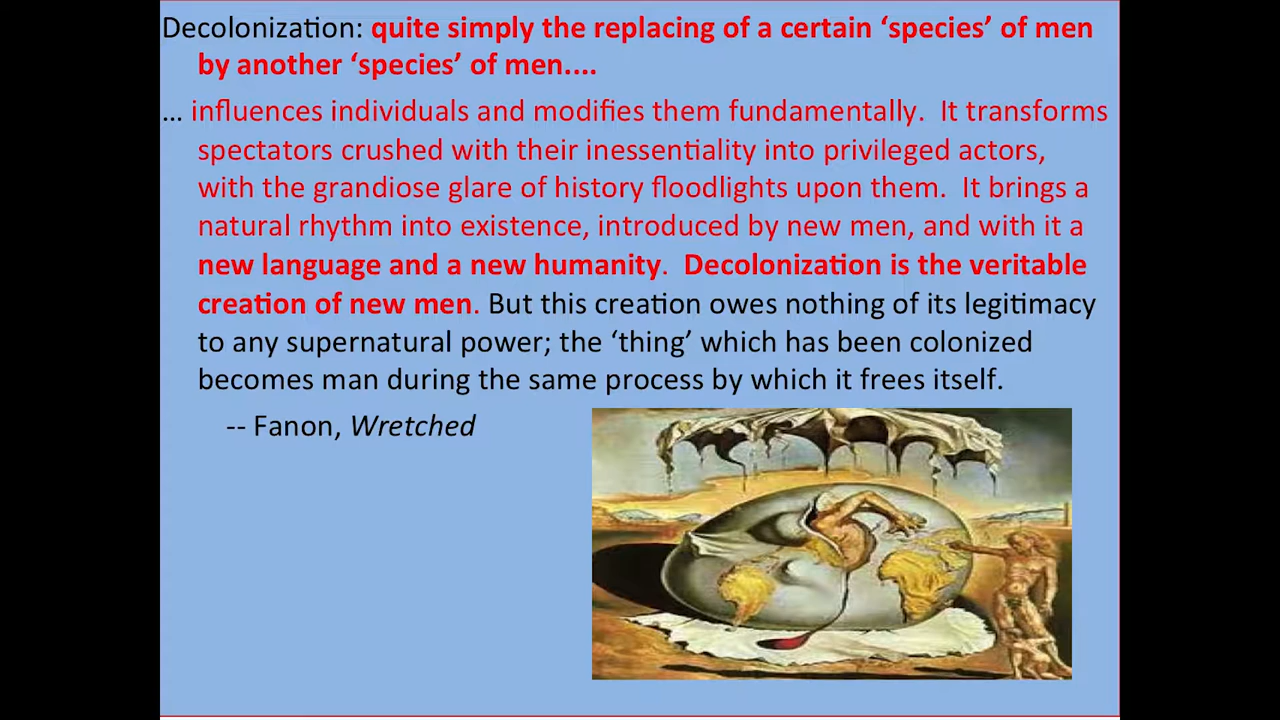 Decolonization: quite simply the replacing of a certain ‘species’ of men
by another ‘species’ of men....
... influences individuals and modifies them fundamentally.  It transforms
spectators crushed with their inessentiality into privileged actors,
with the grandiose glare of history floodlights upon them.  It brings a
natural rhythm into existence, introduced by new men, and with it a
new language and a new humanity.  Decolonization is the veritable
creation of new men. But this creation owes nothing of its legitimacy
to any supernatural power; the ‘thing’ which has been colonized
becomes man during the same process by which it frees itself.
-- Fanon, Wretched